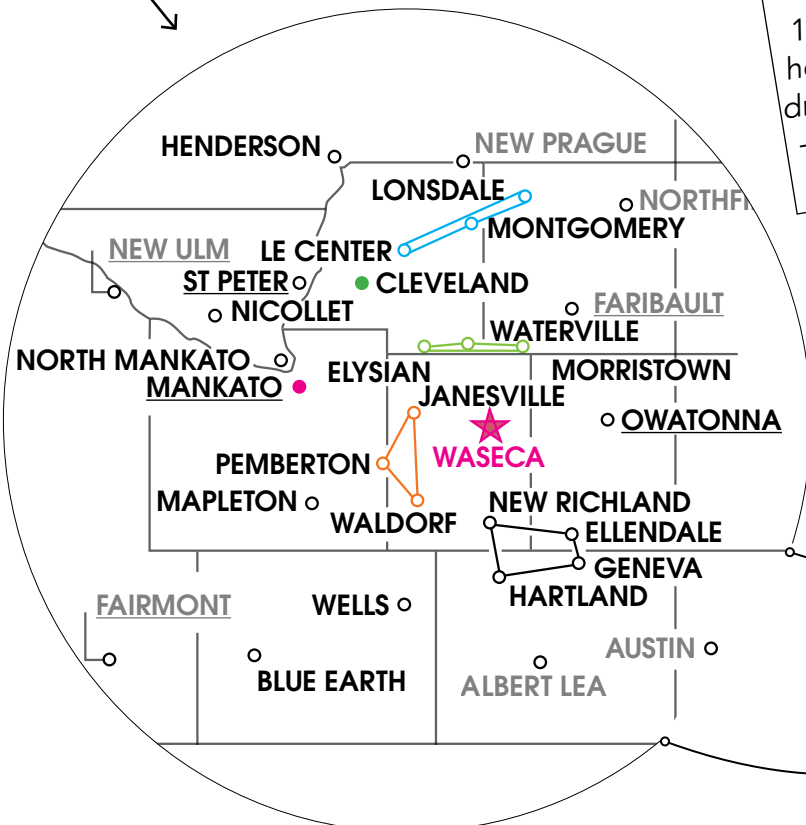 1
HENDERSON
NEW PRAGUE
LONSDALE
MONTGOMERY
NEW ULM
LE CENTER
ST PETER
CLEVELAND
NICOLLET
FARIBAULT
WATERVILLE
NORTH MANKATO
ELYSIAN
MORRISTOWN
MANKATO
JANESVILLE
OWATONNA
PEMBERTON
WASECA
MAPLETON
WALDORF
NEW RICHLAND
ELLENDALE
GENEVA
HARTLAND
FAIRMONT
WELLS
AUSTIN
BLUE EARTH
ALBERT LEA